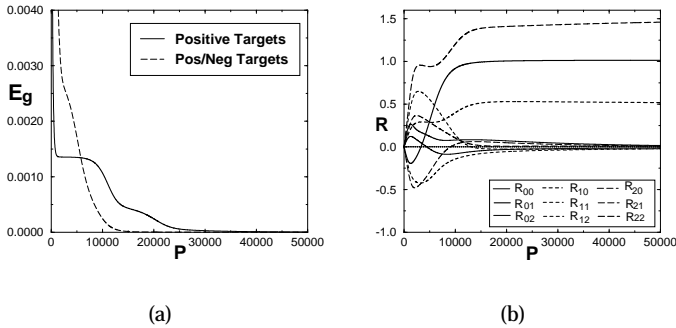 0.0040
0.0030
Eg
0.0020
0.0010
0.0000
0 10000 20000 30000 40000 50000
P
Positive Targets
Pos/Neg Targets
(a)
1.5
1.0
0.5
R
0.0
-0.5
-1.0
0 10000 20000 30000 40000 50000
P
R00 R10 R20
R01 R11 R21
R02 R12 R22
(b)